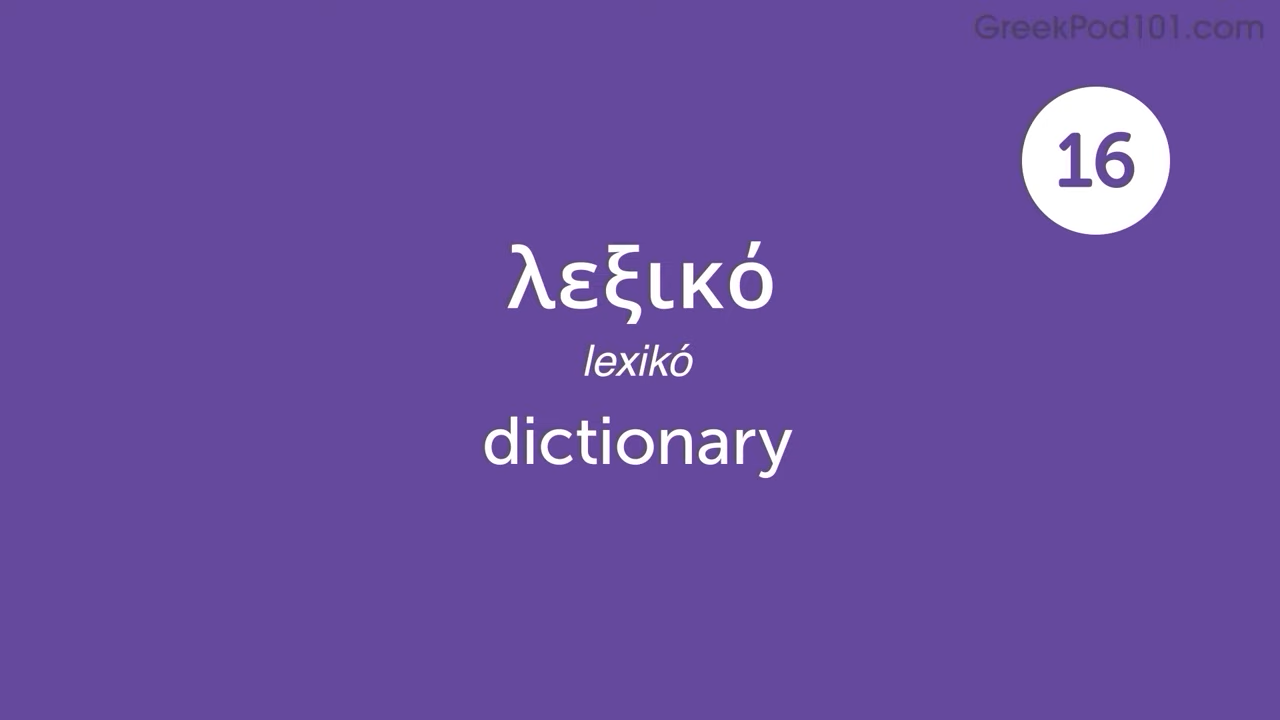 GreekPod101.com
16
λεξικό
lexikó
dictionary